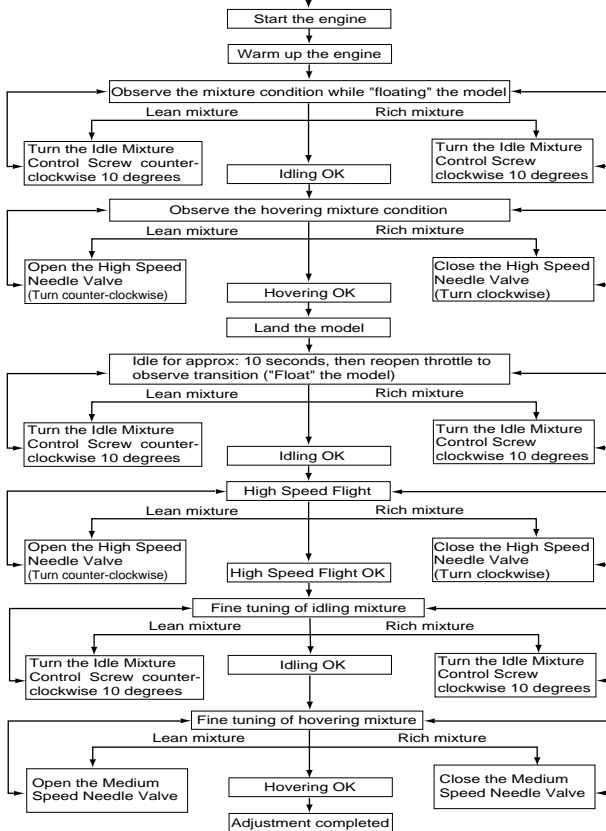 Start the engine
Warm up the engine
Observe the mixture condition while "floating" the model
Lean mixture
Rich mixture
Turn the Idle Mixture
Control Screw counter-
clockwise 10 degrees
Turn the Idle Mixture
Control Screw
clockwise 10 degrees
Idling OK
Observe the hovering mixture condition
Lean mixture
Rich mixture
Open the High Speed
Needle Valve
(Turn counter-clockwise)
Close the High Speed
Needle Valve
(Turn clockwise)
Hovering OK
Land the model
Idle for approx: 10 seconds, then reopen throttle to
observe transition ("Float" the model)
Lean mixture
Rich mixture
Turn the Idle Mixture
Control Screw counter-
clockwise 10 degrees
Turn the Idle Mixture
Control Screw
clockwise 10 degrees
Idling OK
High Speed Flight
Lean mixture
Rich mixture
Open the High Speed
Needle Valve
(Turn counter-clockwise)
Close the High Speed
Needle Valve
(Turn clockwise)
High Speed Flight OK
Fine tuning of idling mixture
Lean mixture
Rich mixture
Turn the Idle Mixture
Control Screw counter-
clockwise 10 degrees
Turn the Idle Mixture
Control Screw
clockwise 10 degrees
Idling OK
Fine tuning of hovering mixture
Lean mixture
Rich mixture
Open the Medium
Speed Needle Valve
Close the Medium
Speed Needle Valve
Hovering OK
Adjustment completed